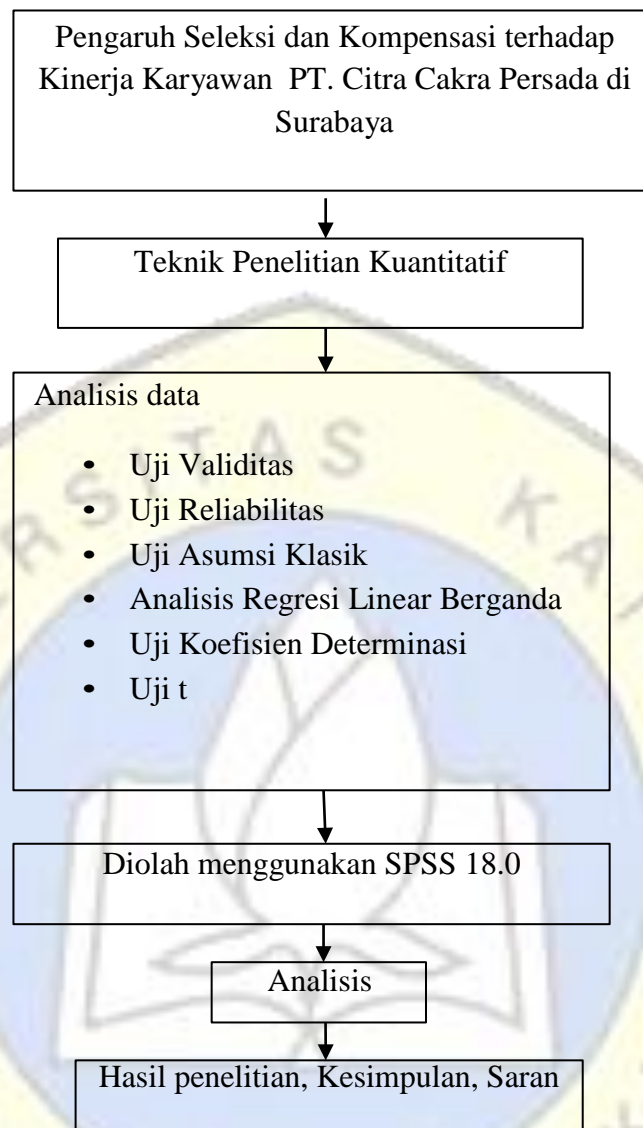 Pengaruh Seleksi dan Kompensasi terhadap
Kinerja Karyawan PT. Citra Cakra Persada di
Surabaya
Teknik Penelitian Kuantitatif
Analisis data
• Uji Validitas
• Uji Reliabilitas
• Uji Asumsi Klasik
• Analisis Regresi Linear Berganda
• Uji Koefisien Determinasi
• Uji t
Diolah menggunakan SPSS 18.0
Analisis
Hasil penelitian, Kesimpulan, Saran